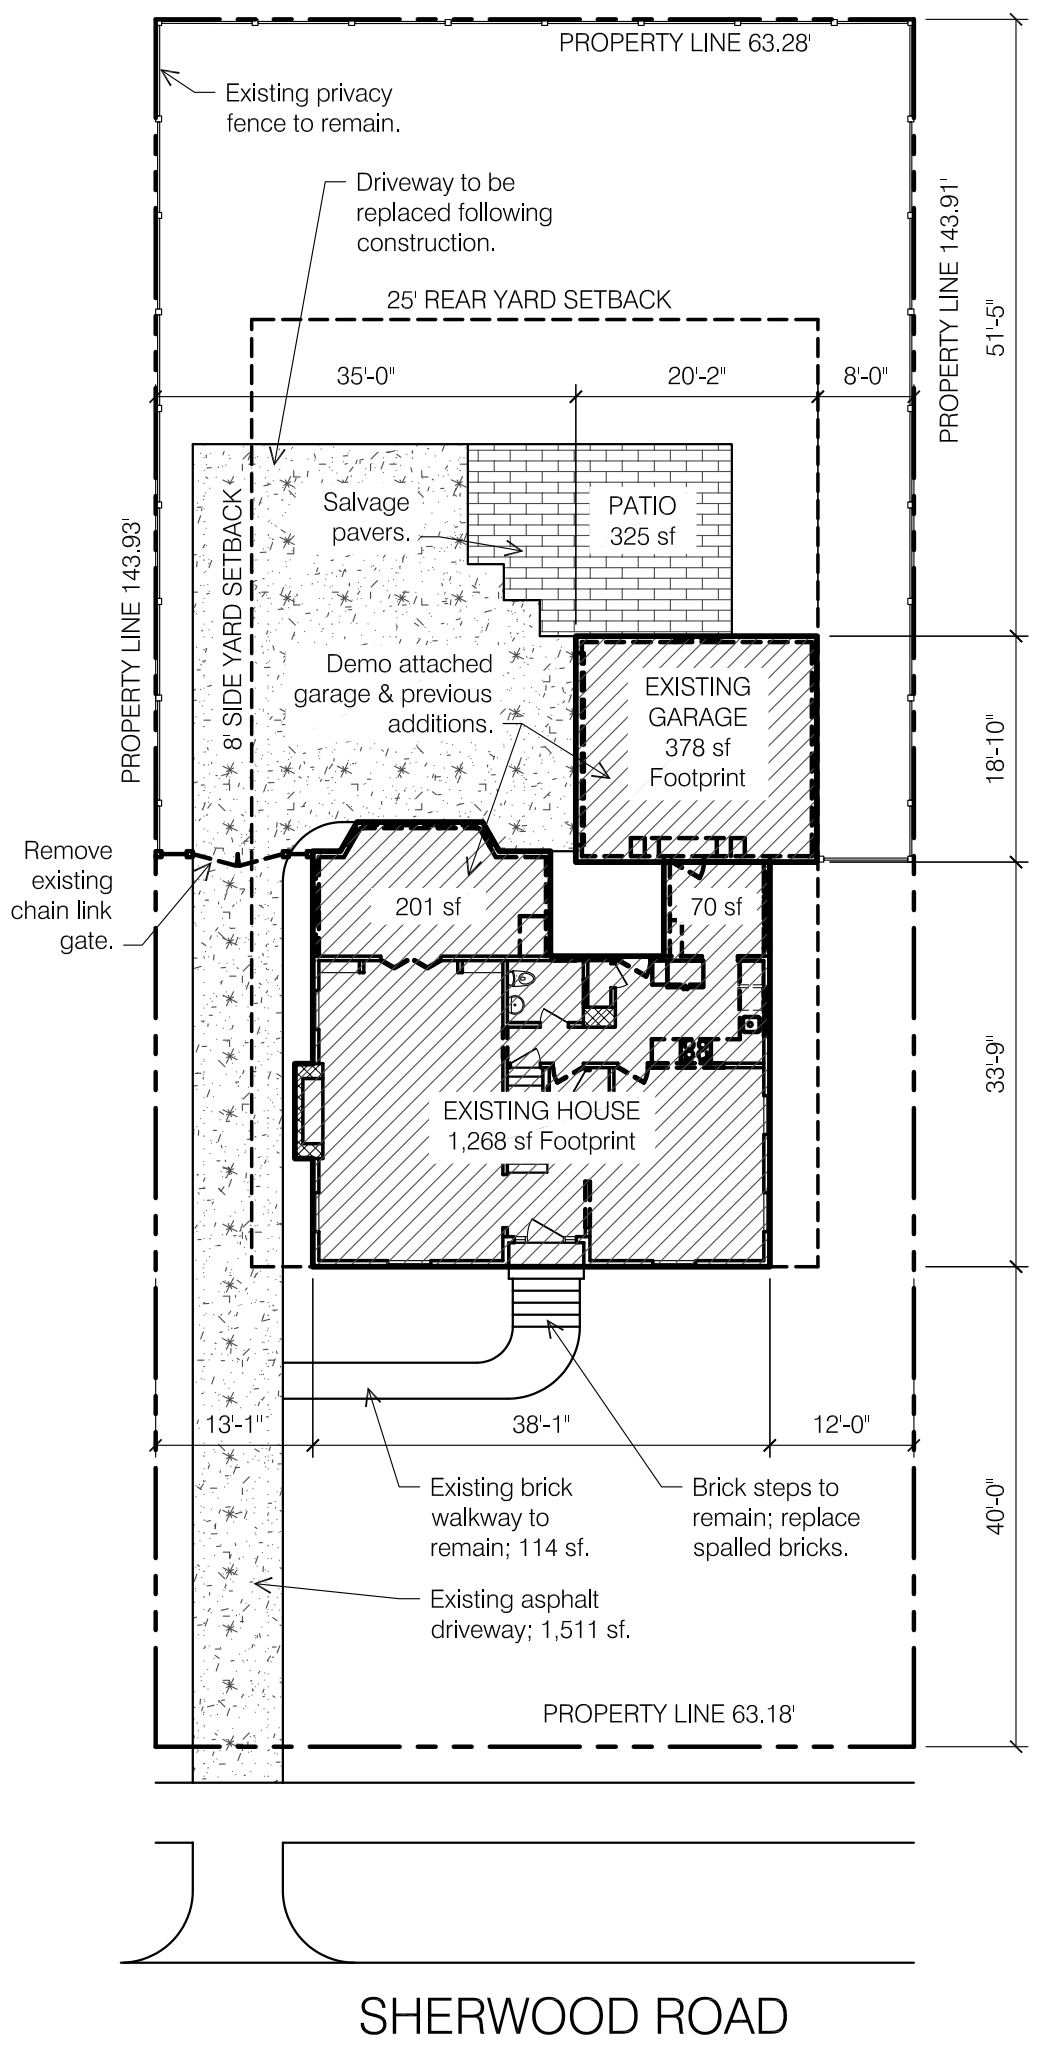 PROPERTY LINE 63.28'
Existing privacy
fence to remain.
Driveway to be
replaced following
construction.
PROPERTY LINE 143.91'
25' REAR YARD SETBACK
51'-5"
35'-0"
20'-2"
8'-0"
Salvage
pavers.
PATIO
325 sf
8' SIDE YARD SETBACK
PROPERTY LINE 143.93'
Demo attached
garage & previous
additions.
EXISTING
GARAGE
378 sf
Footprint
18'-10"
Remove
existing
chain link
gate.
201 sf
70 sf
33'-9"
EXISTING HOUSE
1,268 sf Footprint
13'-1"
38'-1"
12'-0"
40'-0"
Existing brick
walkway to
remain; 114 sf.
Brick steps to
remain; replace
spalled bricks.
Existing asphalt
driveway; 1,511 sf.
PROPERTY LINE 63.18'
SHERWOOD ROAD